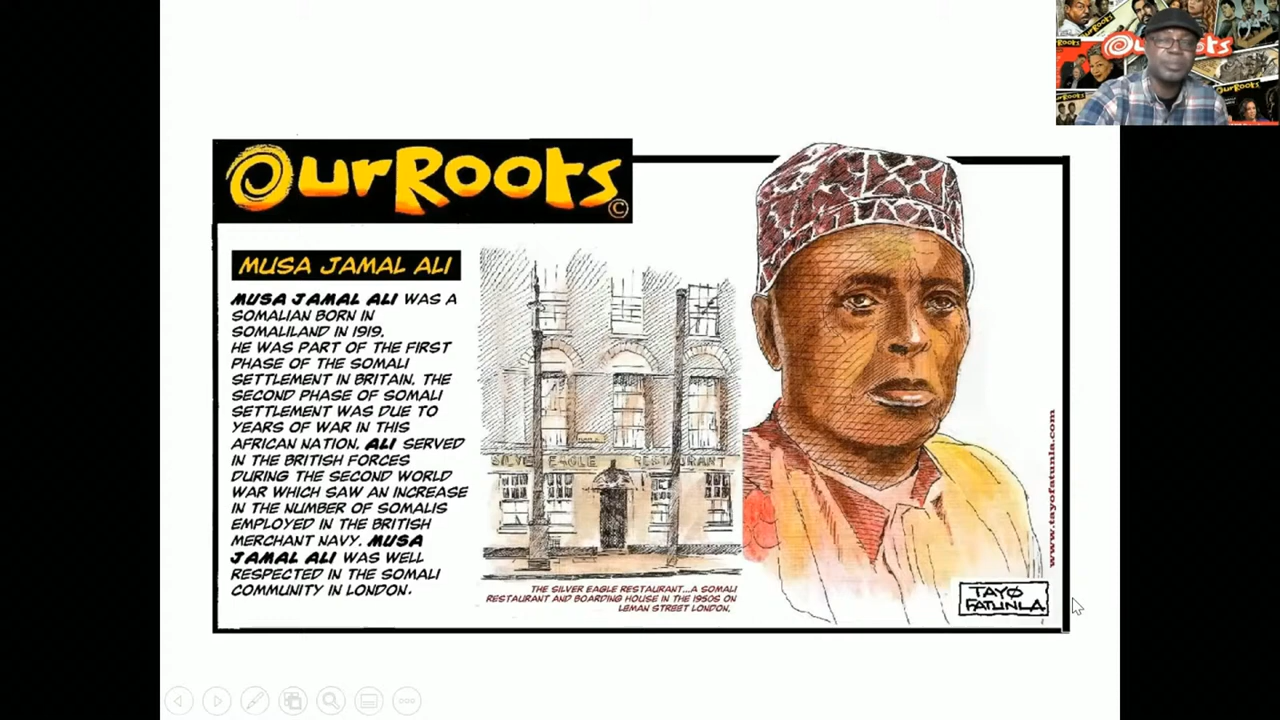 OurRoots
©
MUSA JAMAL ALI
MUSA JAMAL ALI WAS A
SOMALIAN BORN IN
SOMALILAND IN 1919.
HE WAS PART OF THE FIRST
PHASE OF THE SOMALI
SETTLEMENT IN BRITAIN. THE
SECOND PHASE OF SOMALI
SETTLEMENT WAS DUE TO
YEARS OF WAR IN THIS
AFRICAN NATION. ALI SERVED
IN THE BRITISH FORCES
DURING THE SECOND WORLD
WAR WHICH SAW AN INCREASE
IN THE NUMBER OF SOMALIS
EMPLOYED IN THE BRITISH
MERCHANT NAVY. MUSA
JAMAL ALI WAS WELL
RESPECTED IN THE SOMALI
COMMUNITY IN LONDON.
SILVER EAGLE RESTAURANT
THE SILVER EAGLE RESTAURANT...A SOMALI
RESTAURANT AND BOARDING HOUSE IN THE 1950S ON
LEMAN STREET LONDON.
www.tayofatunla.com
TAYO
FATUNLA
OurRoots